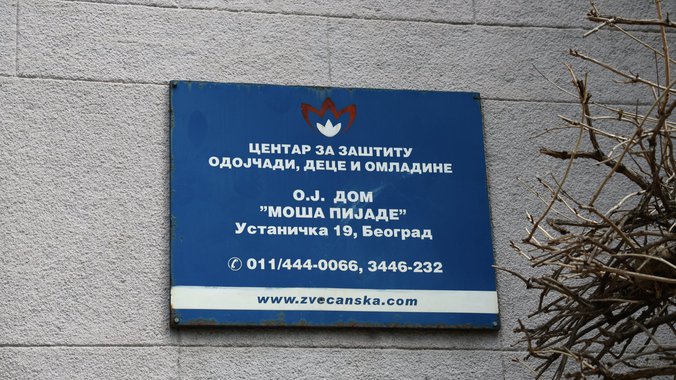 ЦЕНТАР ЗА ЗАШТИТУ
ОДОЈЧАДИ, ДЕЦЕ И ОМЛАДИНЕ
О.Ј. ДОМ
”МОША ПИЈАДЕ”
Устаничка 19, Београд
✆ 011/444-0066, 3446-232
www.zvecanska.com